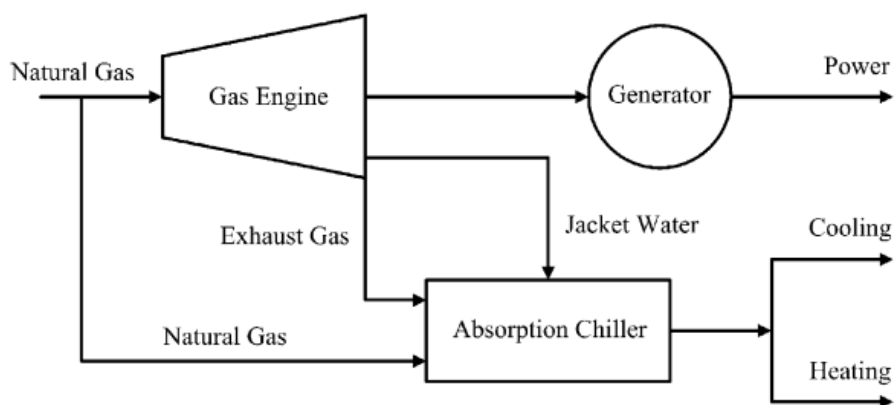 Natural Gas
Gas Engine
Generator
Power
Exhaust Gas
Jacket Water
Cooling
Natural Gas
Absorption Chiller
Heating